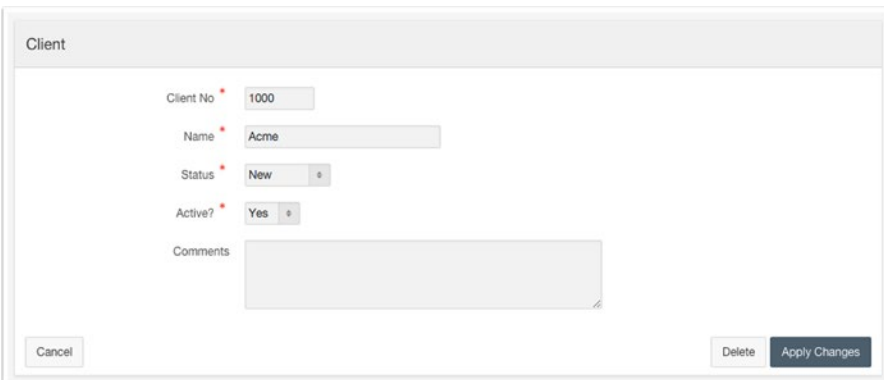 Client
Client No * 1000
Name * Acme
Status * New
Active? * Yes
Comments
Cancel Delete Apply Changes